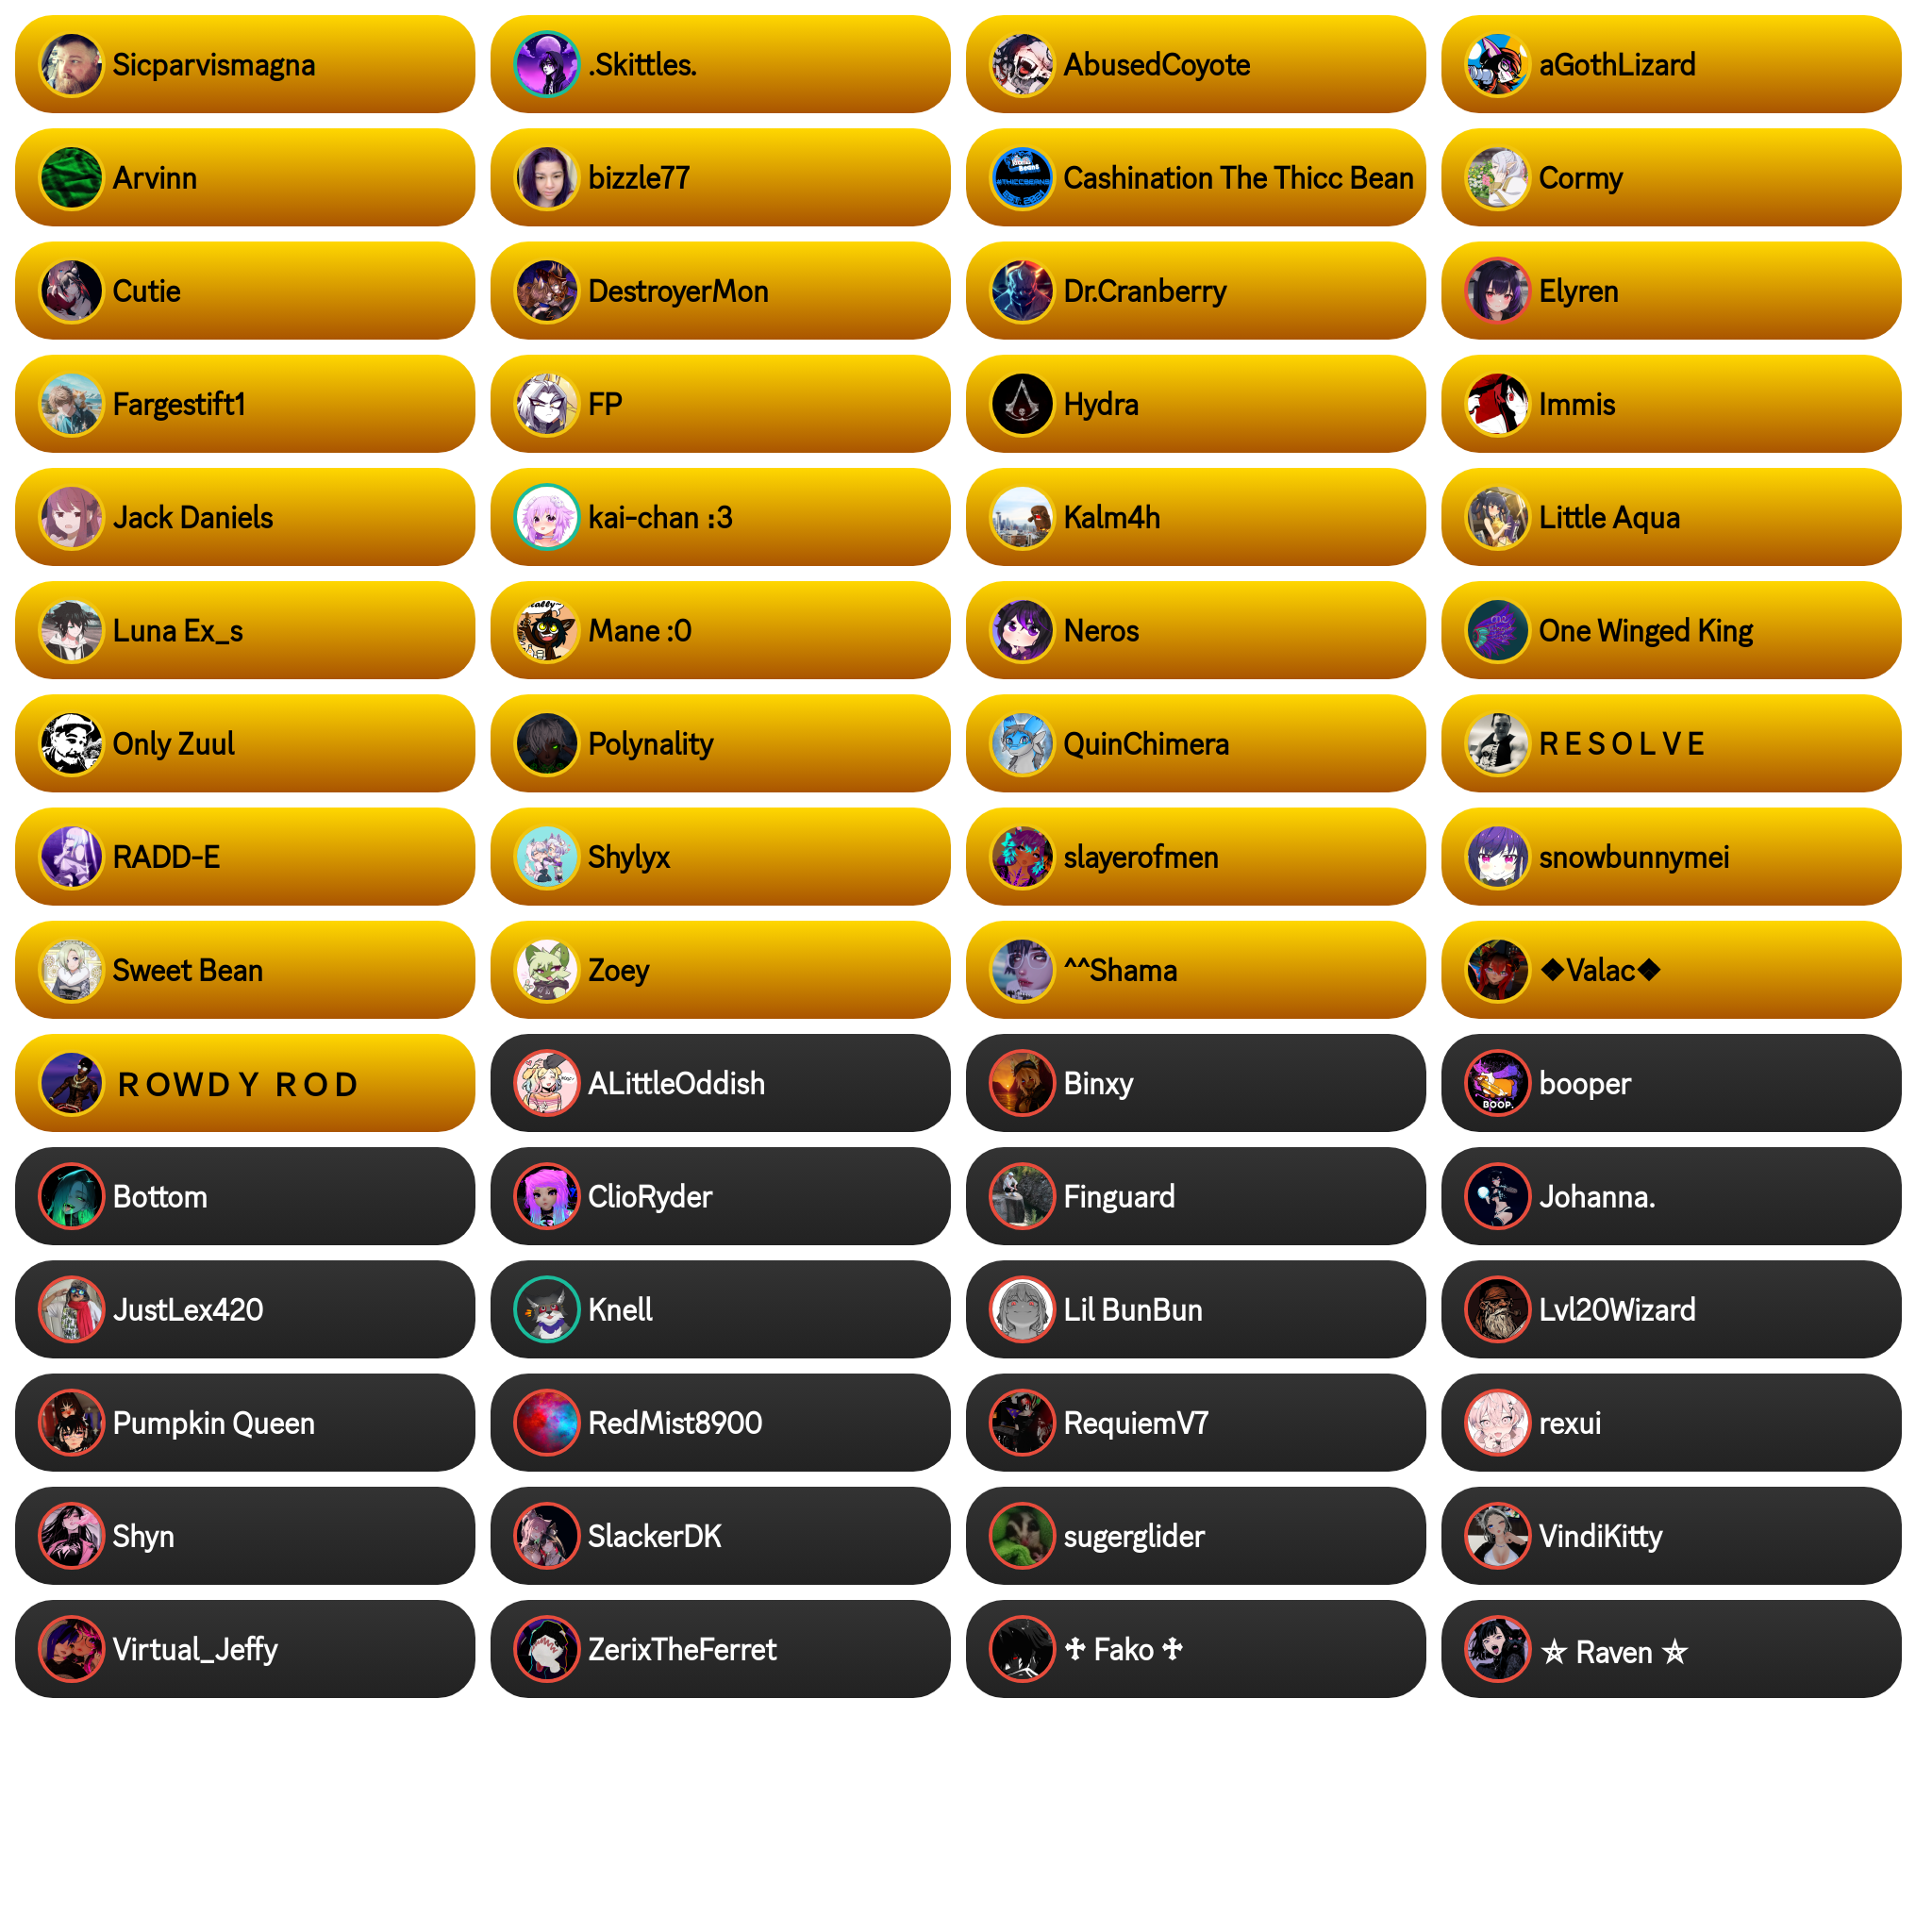 Sicparvismagna
.Skittles.
AbusedCoyote
aGothLizard
Arvinn
bizzle77
Cashination The Thicc Bean
Cormy
Cutie
DestroyerMon
Dr.Cranberry
Elyren
Fargestift1
FP
Hydra
Immis
Jack Daniels
kai-chan :3
Kalm4h
Little Aqua
Luna Ex_s
Mane :0
Neros
One Winged King
Only Zuul
Polynality
QuinChimera
R E S O L V E
RADD-E
Shylyx
slayerofmen
snowbunnymei
Sweet Bean
Zoey
^^Shama
❖Valac❖
ROWDY ROD
ALittleOddish
Binxy
booper
BOOP.
Bottom
ClioRyder
Finguard
Johanna.
JustLex420
Knell
Lil BunBun
Lvl20Wizard
Pumpkin Queen
RedMist8900
RequiemV7
rexui
Shyn
SlackerDK
sugerglider
VindiKitty
Virtual_Jeffy
ZerixTheFerret
✢ Fako ✢
⛤ Raven ⛤